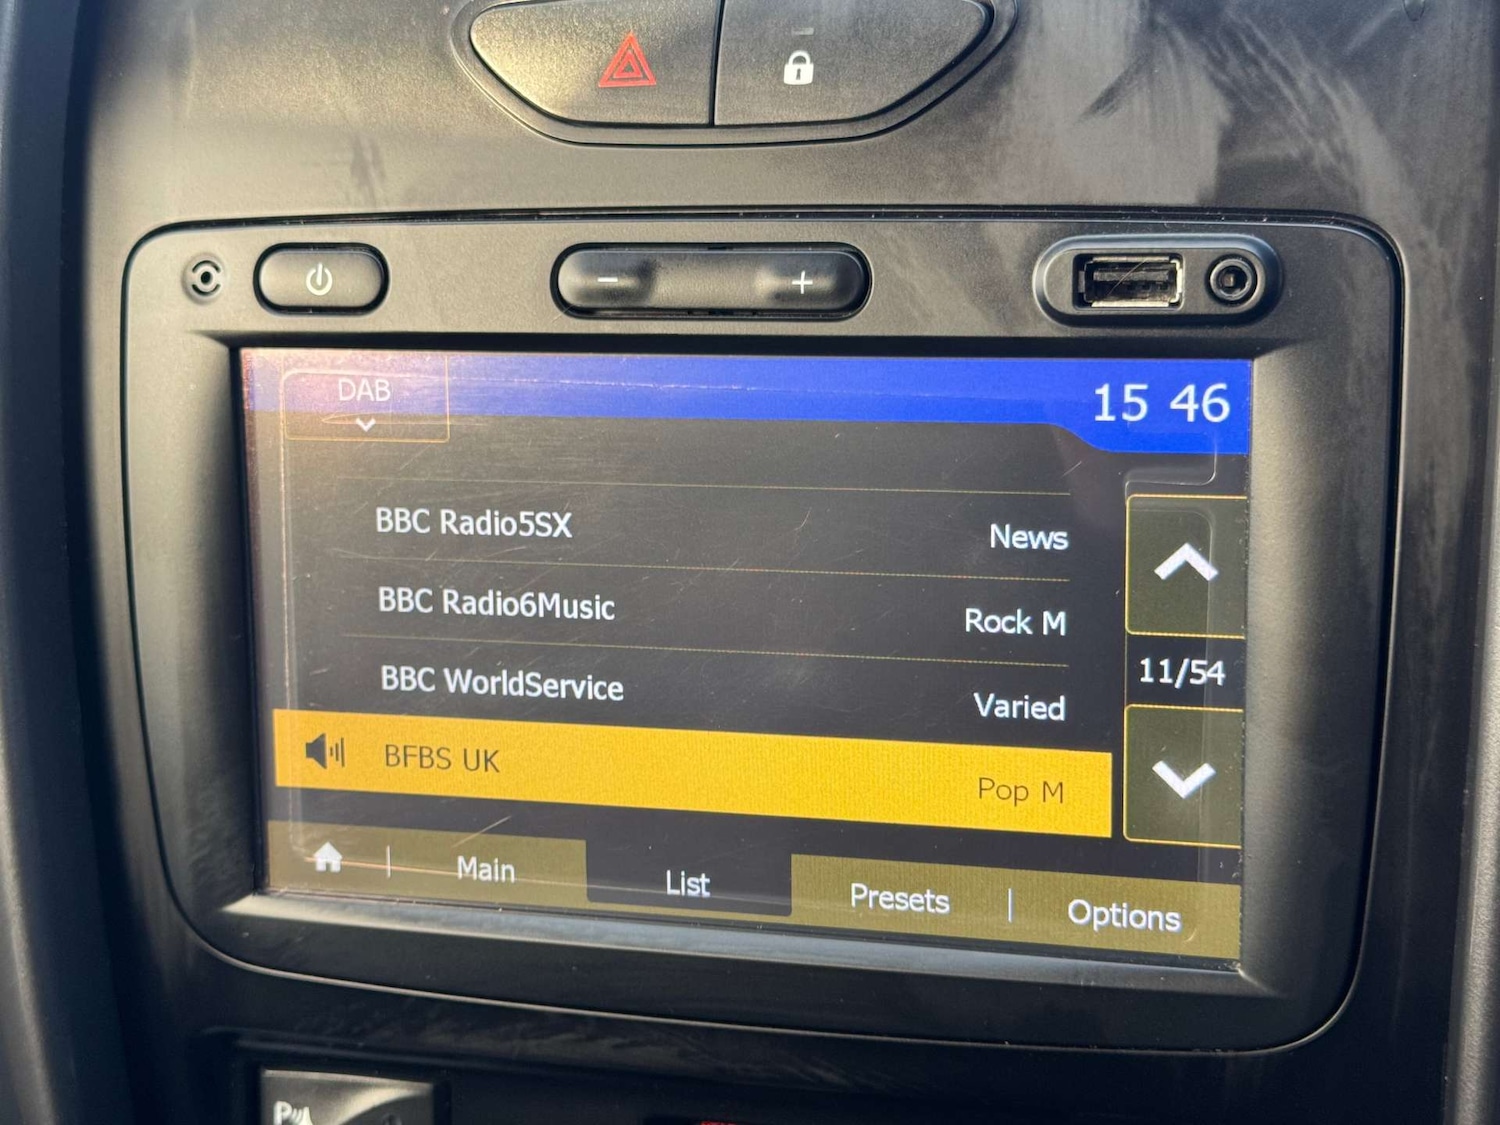 DAB
15 46
BBC Radio5SX
News
BBC Radio6Music
Rock M
BBC WorldService
Varied
11/54
BFBS UK
Pop M
Main
List
Presets
Options
P